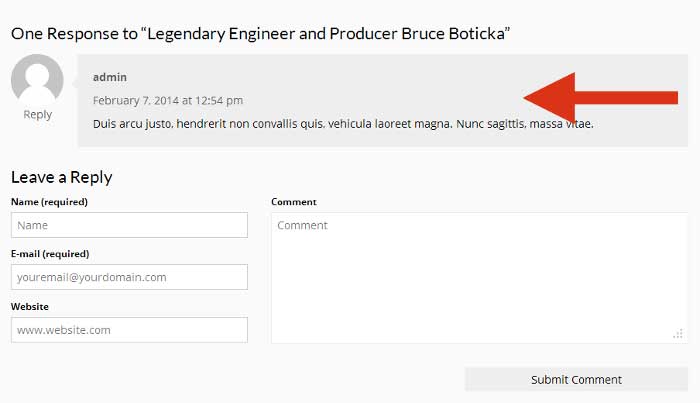 One Response to “Legendary Engineer and Producer Bruce Boticka”
admin
February 7, 2014 at 12:54 pm
Reply
Duis arcu justo, hendrerit non convallis quis, vehicula laoreet magna. Nunc sagittis, massa vitae.
Leave a Reply
Name (required)
Name
E-mail (required)
youremail@yourdomain.com
Website
www.website.com
Comment
Comment
Submit Comment